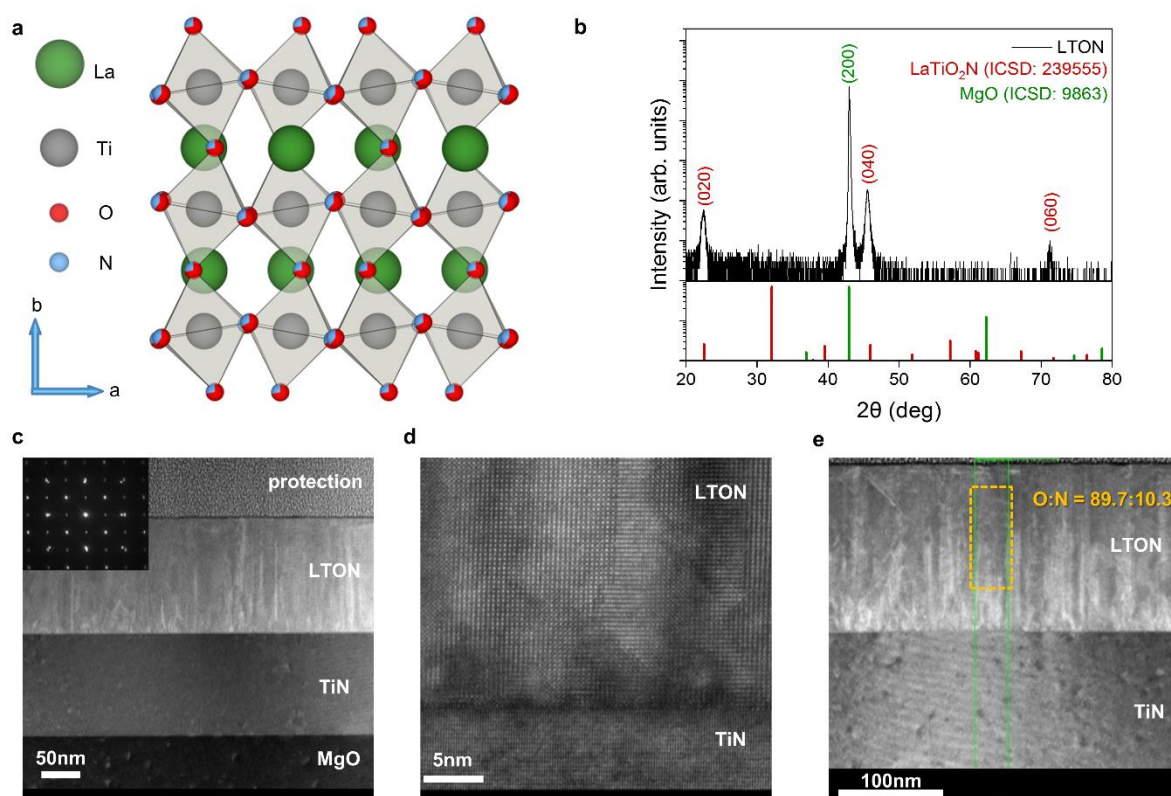 a
La
Ti
O
N
b
a
b
LTON
LaTiO₂N (ICSD: 239555)
MgO (ICSD: 9863)
(020)
(200)
(040)
(060)
Intensity (arb. units)
20 30 40 50 60 70 80
2θ (deg)
c
protection
LTON
TiN
MgO
50nm
d
LTON
TiN
5nm
e
O:N = 89.7:10.3
LTON
TiN
100nm